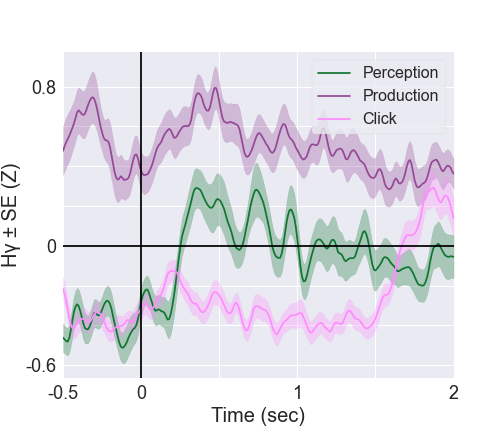 Perception
Production
Click
0.8
0
-0.6
Hγ ± SE (Z)
-0.5
0
1
2
Time (sec)